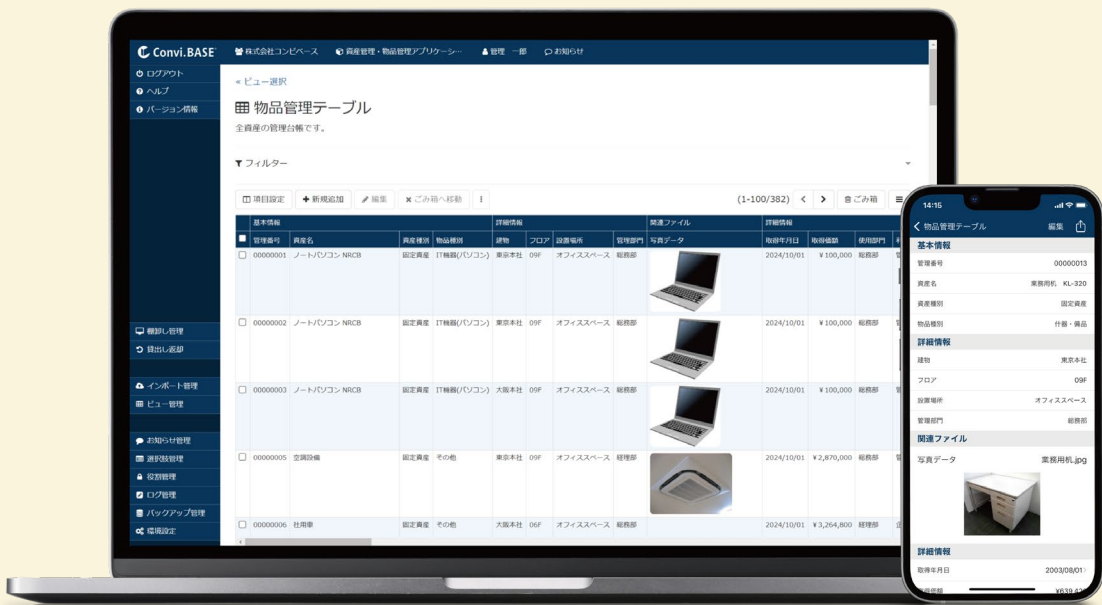 Convi.BASE
株式会社コンビベース 資産管理・物品管理アプリケーシ… 管理 一郎 お知らせ
ログアウト
ヘルプ
バージョン情報
棚卸し管理
貸出し返却
インポート管理
ビュー管理
お知らせ管理
選択肢管理
役割管理
ログ管理
バックアップ管理
環境設定
« ビュー選択
物品管理テーブル
全資産の管理台帳です。
フィルター
項目設定 新規追加 編集 ごみ箱へ移動 (1-100/382) ごみ箱
基本情報 詳細情報 関連ファイル 詳細情報
管理番号 資産名 資産種別 物品種別 建物 フロア 設置場所 管理部門 写真データ 取得年月日 取得価額 使用部門
00000001 ノートパソコン NRCB 固定資産 IT機器(パソコン) 東京本社 09F オフィススペース 総務部 2024/10/01 ¥100,000 総務部
00000002 ノートパソコン NRCB 固定資産 IT機器(パソコン) 東京本社 09F オフィススペース 総務部 2024/10/01 ¥100,000 総務部
00000003 ノートパソコン NRCB 固定資産 IT機器(パソコン) 大阪本社 09F オフィススペース 総務部 2024/10/01 ¥100,000 総務部
00000005 空調設備 固定資産 その他 東京本社 09F オフィススペース 経理部 2024/10/01 ¥2,870,000 総務部
00000006 社用車 固定資産 その他 大阪本社 06F オフィススペース 総務部 2024/10/01 ¥3,264,800 経理部
14:15
物品管理テーブル 編集
基本情報
管理番号 00000013
資産名 業務用机 KL-320
資産種別 固定資産
物品種別 什器・備品
詳細情報
建物 東京本社
フロア 09F
設置場所 オフィススペース
管理部門 総務部
関連ファイル
写真データ 業務用机.jpg
詳細情報
取得年月日 2003/08/01